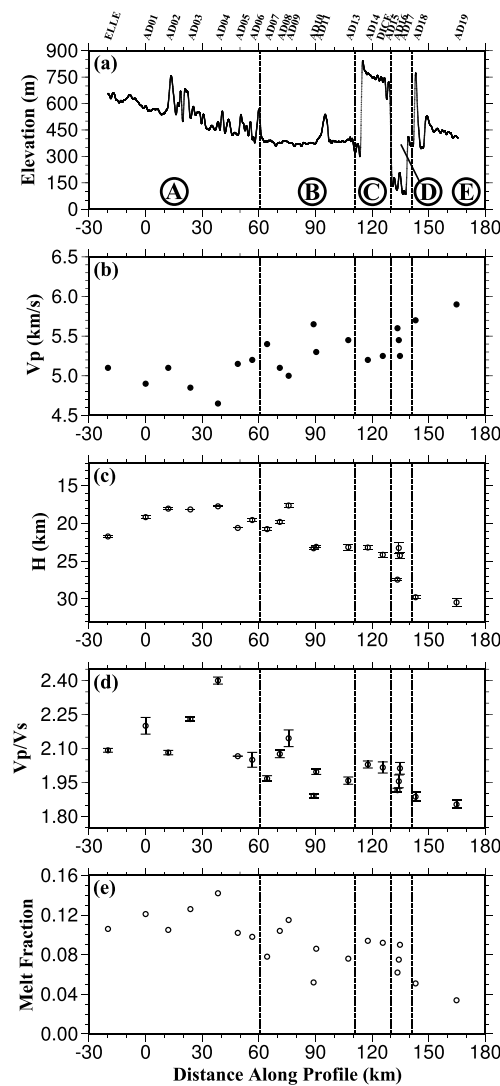 ELLE AD01 AD02 AD03 AD04 AD05 AD06 AD07 AD08 AD09 AD11 AD13 AD14 DICE AD15 AD17 AD18 AD19
900
750
600
450
300
150
0
Elevation (m)
(a)
A B C D E
-30 0 30 60 90 120 150 180
6.5
6.0
5.5
5.0
4.5
Vp (km/s)
(b)
-30 0 30 60 90 120 150 180
15
20
25
30
H (km)
(c)
-30 0 30 60 90 120 150 180
2.40
2.25
2.10
1.95
1.80
Vp/Vs
(d)
-30 0 30 60 90 120 150 180
0.16
0.12
0.08
0.04
0.00
Melt Fraction
(e)
-30 0 30 60 90 120 150 180
Distance Along Profile (km)